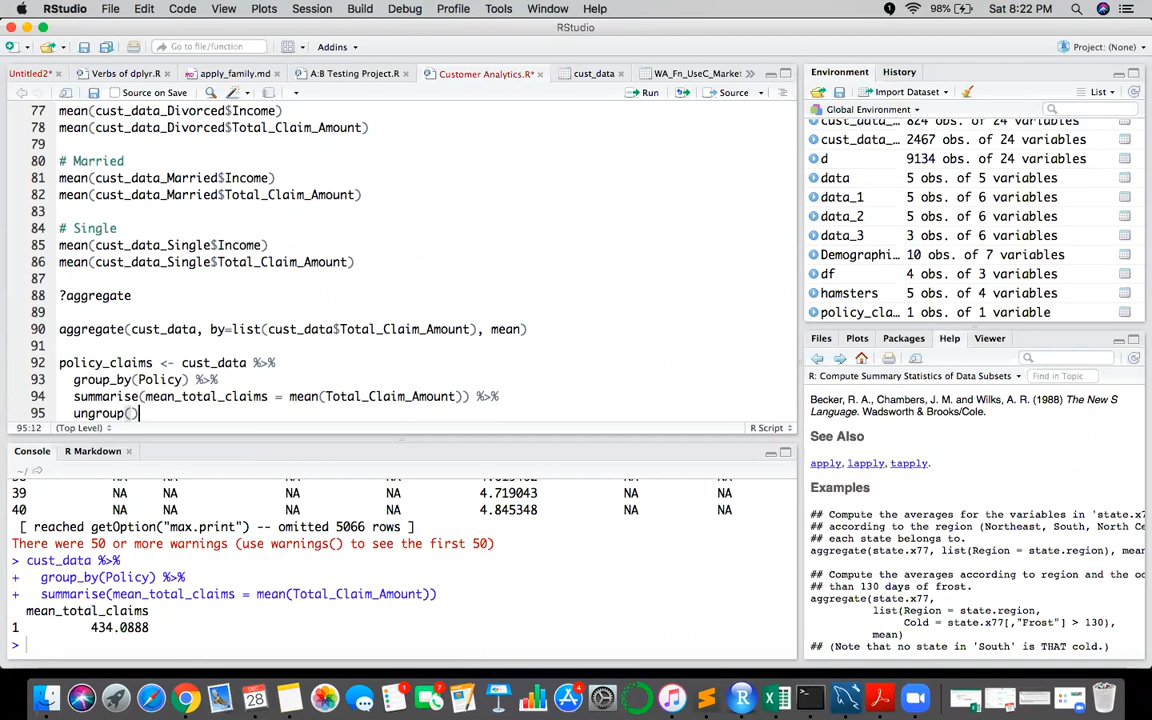 RStudio File Edit Code View Plots Session Build Debug Profile Tools Window Help 98% Sat 8:22 PM
RStudio
Go to file/function Addins Project: (None)
Untitled2* Verbs of dplyr.R apply_family.md A:B Testing Project.R Customer Analytics.R* cust_data WA_Fn_UseC_Market
Source on Save Run Source
77 mean(cust_data_Divorced$Income)
78 mean(cust_data_Divorced$Total_Claim_Amount)
79
80 # Married
81 mean(cust_data_Married$Income)
82 mean(cust_data_Married$Total_Claim_Amount)
83
84 # Single
85 mean(cust_data_Single$Income)
86 mean(cust_data_Single$Total_Claim_Amount)
87
88 ?aggregate
89
90 aggregate(cust_data, by=list(cust_data$Total_Claim_Amount), mean)
91
92 policy_claims <- cust_data %>%
93 group_by(Policy) %>%
94 summarise(mean_total_claims = mean(Total_Claim_Amount)) %>%
95 ungroup()
95:12 (Top Level) R Script
Console R Markdown
~/
39 NA NA NA NA 4.719043 NA NA
40 NA NA NA NA 4.845348 NA NA
[ reached getOption("max.print") -- omitted 5066 rows ]
There were 50 or more warnings (use warnings() to see the first 50)
> cust_data %>%
+ group_by(Policy) %>%
+ summarise(mean_total_claims = mean(Total_Claim_Amount))
mean_total_claims
1 434.0888
>
Environment History
Import Dataset List
Global Environment
cust_data_… 824 obs. of 24 variables
cust_data_… 2467 obs. of 24 variables
d 9134 obs. of 24 variables
data 5 obs. of 5 variables
data_1 5 obs. of 6 variables
data_2 5 obs. of 6 variables
data_3 3 obs. of 6 variables
Demographi… 10 obs. of 7 variables
df 4 obs. of 3 variables
hamsters 5 obs. of 4 variables
policy_cla… 1 obs. of 1 variable
Files Plots Packages Help Viewer
R: Compute Summary Statistics of Data Subsets Find in Topic
Becker, R. A., Chambers, J. M. and Wilks, A. R. (1988) The New S
Language. Wadsworth & Brooks/Cole.
See Also
apply, lapply, tapply.
Examples
## Compute the averages for the variables in 'state.x7
## according to the region (Northeast, South, North Ce
## each state belongs to.
aggregate(state.x77, list(Region = state.region), mean
## Compute the averages according to region and the oc
## than 130 days of frost.
aggregate(state.x77,
list(Region = state.region,
Cold = state.x77[,"Frost"] > 130),
mean)
## (Note that no state in 'South' is THAT cold.)